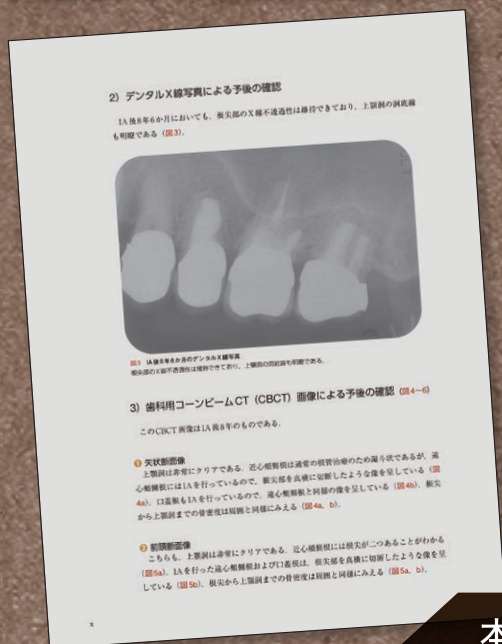 2）デンタルX線写真による予後の確認
IA後8年6か月においても，根尖部のX線不透過性は維持できており，上顎洞の洞底線
も明瞭である（図3）．
図3 IA後8年6か月のデンタルX線写真
根尖部のX線不透過性は維持できており，上顎洞の洞底線も明瞭である．
3）歯科用コーンビームCT（CBCT）画像による予後の確認（図4〜6）
このCBCT画像はIA後8年のものである．
❶ 矢状断面像
上顎洞は非常にクリアである．近心頰側根は通常の根管治療のため漏斗状であるが，遠
心頰側根にはIAを行っているので，根尖部を真横に切断したような像を呈している（図
4a）．口蓋根もIAを行っているので，遠心頰側根と同様の像を呈している（図4b）．根尖
から上顎洞までの骨密度は周囲と同様にみえる（図4a，b）．
❷ 前頭断面像
こちらも，上顎洞は非常にクリアである．近心頰側根には根尖が二つあることがわかる
（図5a）．IAを行った遠心頰側根および口蓋根は，根尖部を真横に切断したような像を呈
している（図5b）．根尖から上顎洞までの骨密度は周囲と同様にみえる（図5a，b）．
本